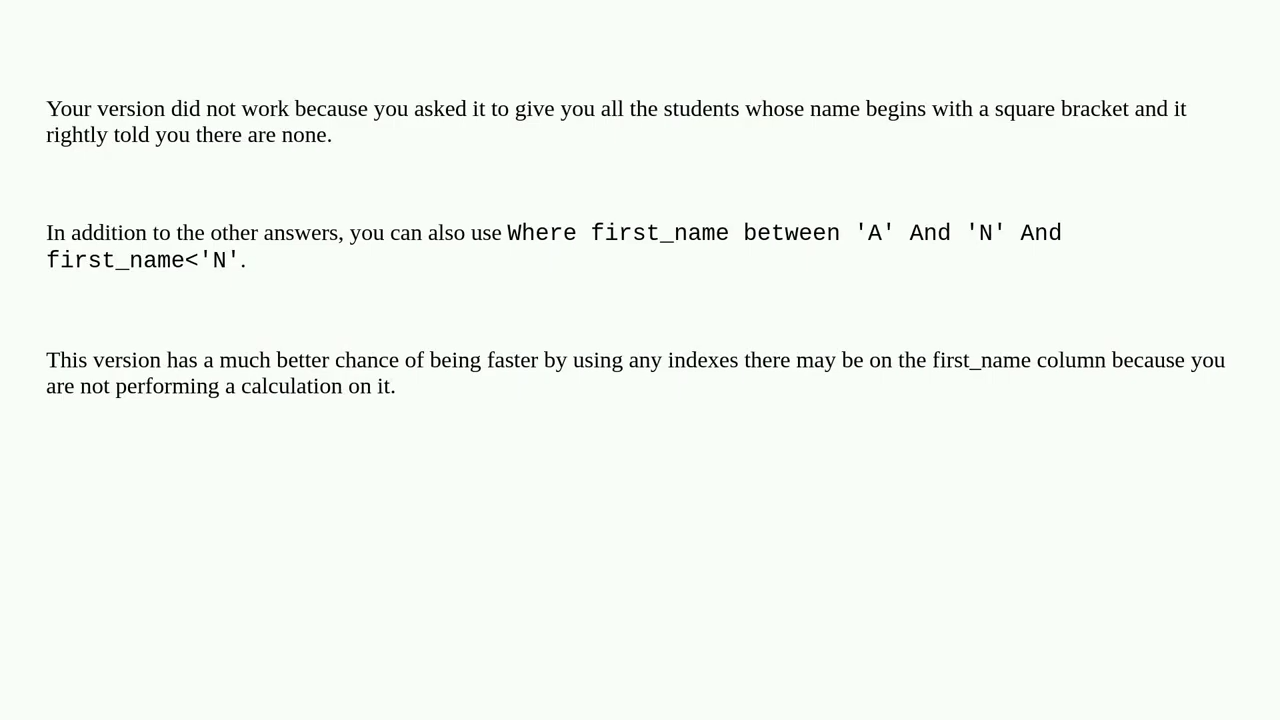 Your version did not work because you asked it to give you all the students whose name begins with a square bracket and it
rightly told you there are none.
In addition to the other answers, you can also use Where first_name between 'A' And 'N' And
first_name<'N'.
This version has a much better chance of being faster by using any indexes there may be on the first_name column because you
are not performing a calculation on it.